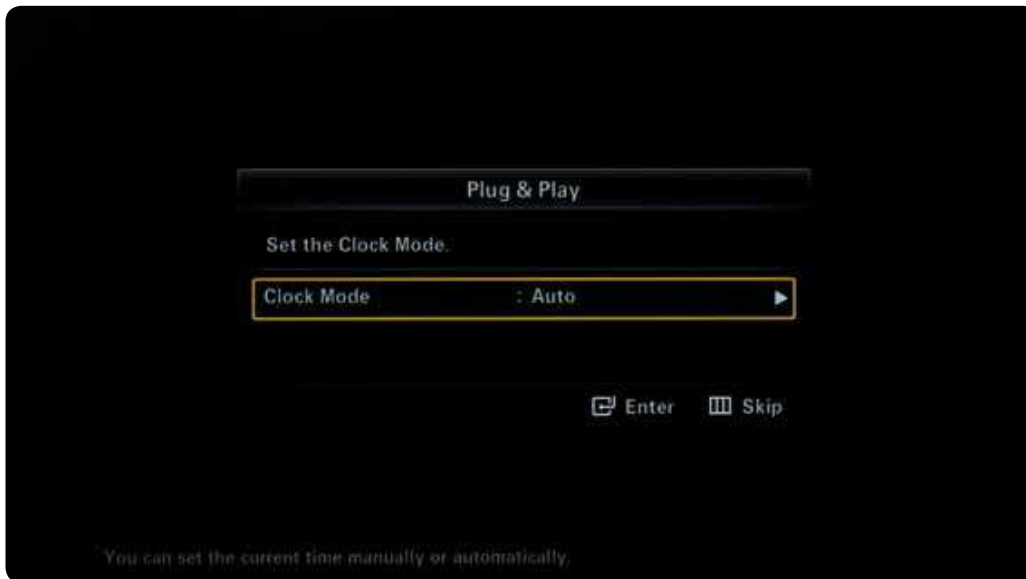 Plug & Play
Set the Clock Mode.
Clock Mode : Auto ▶
Enter Skip
You can set the current time manually or automatically.